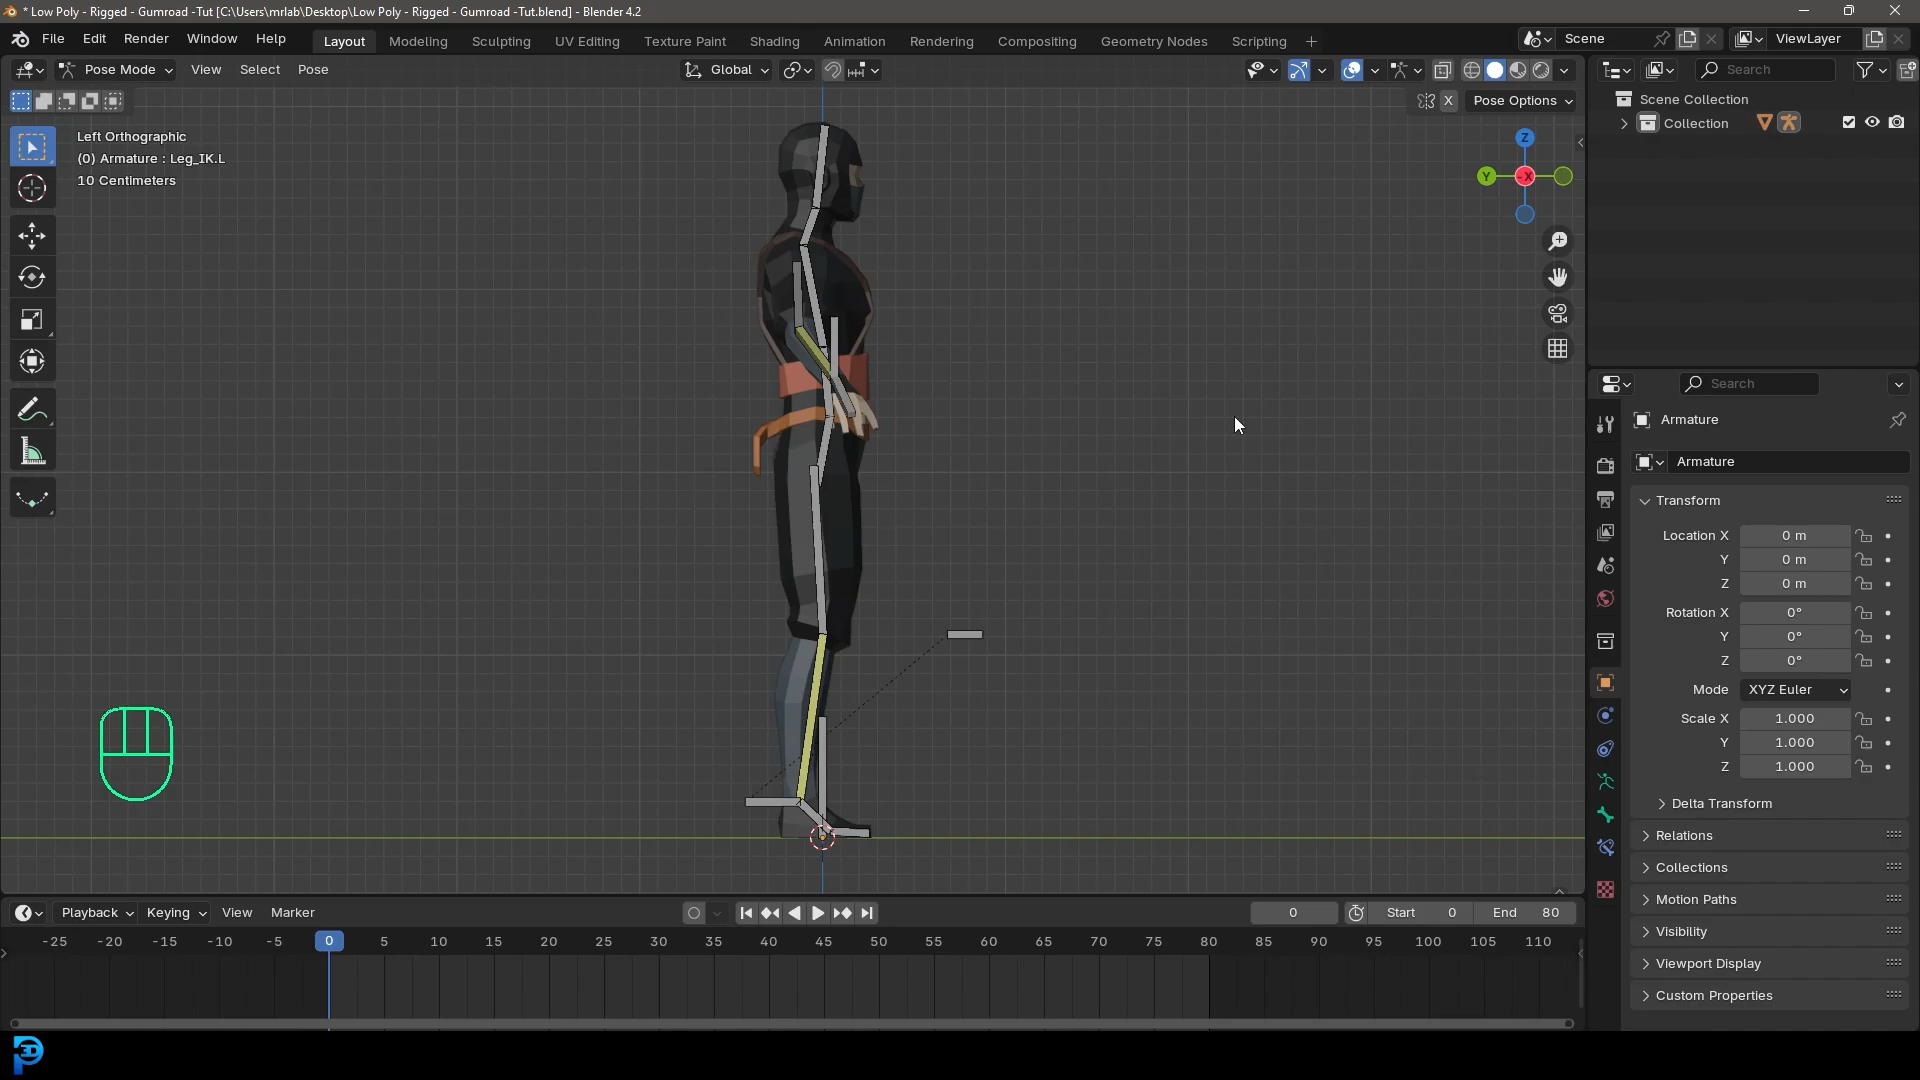 * Low Poly - Rigged - Gumroad -Tut [C:\Users\mrlab\Desktop\Low Poly - Rigged - Gumroad -Tut.blend] - Blender 4.2
File Edit Render Window Help Layout Modeling Sculpting UV Editing Texture Paint Shading Animation Rendering Compositing Geometry Nodes Scripting + Scene ViewLayer
Pose Mode View Select Pose Global Search
X Pose Options Scene Collection
Collection
Left Orthographic
(0) Armature : Leg_IK.L
10 Centimeters
Z
Y -X
Search
Armature
Armature
Transform
Location X 0 m
Y 0 m
Z 0 m
Rotation X 0°
Y 0°
Z 0°
Mode XYZ Euler
Scale X 1.000
Y 1.000
Z 1.000
Delta Transform
Relations
Collections
Motion Paths
Visibility
Viewport Display
Custom Properties
Playback Keying View Marker 0 Start 0 End 80
-25 -20 -15 -10 -5 0 5 10 15 20 25 30 35 40 45 50 55 60 65 70 75 80 85 90 95 100 105 110
3D